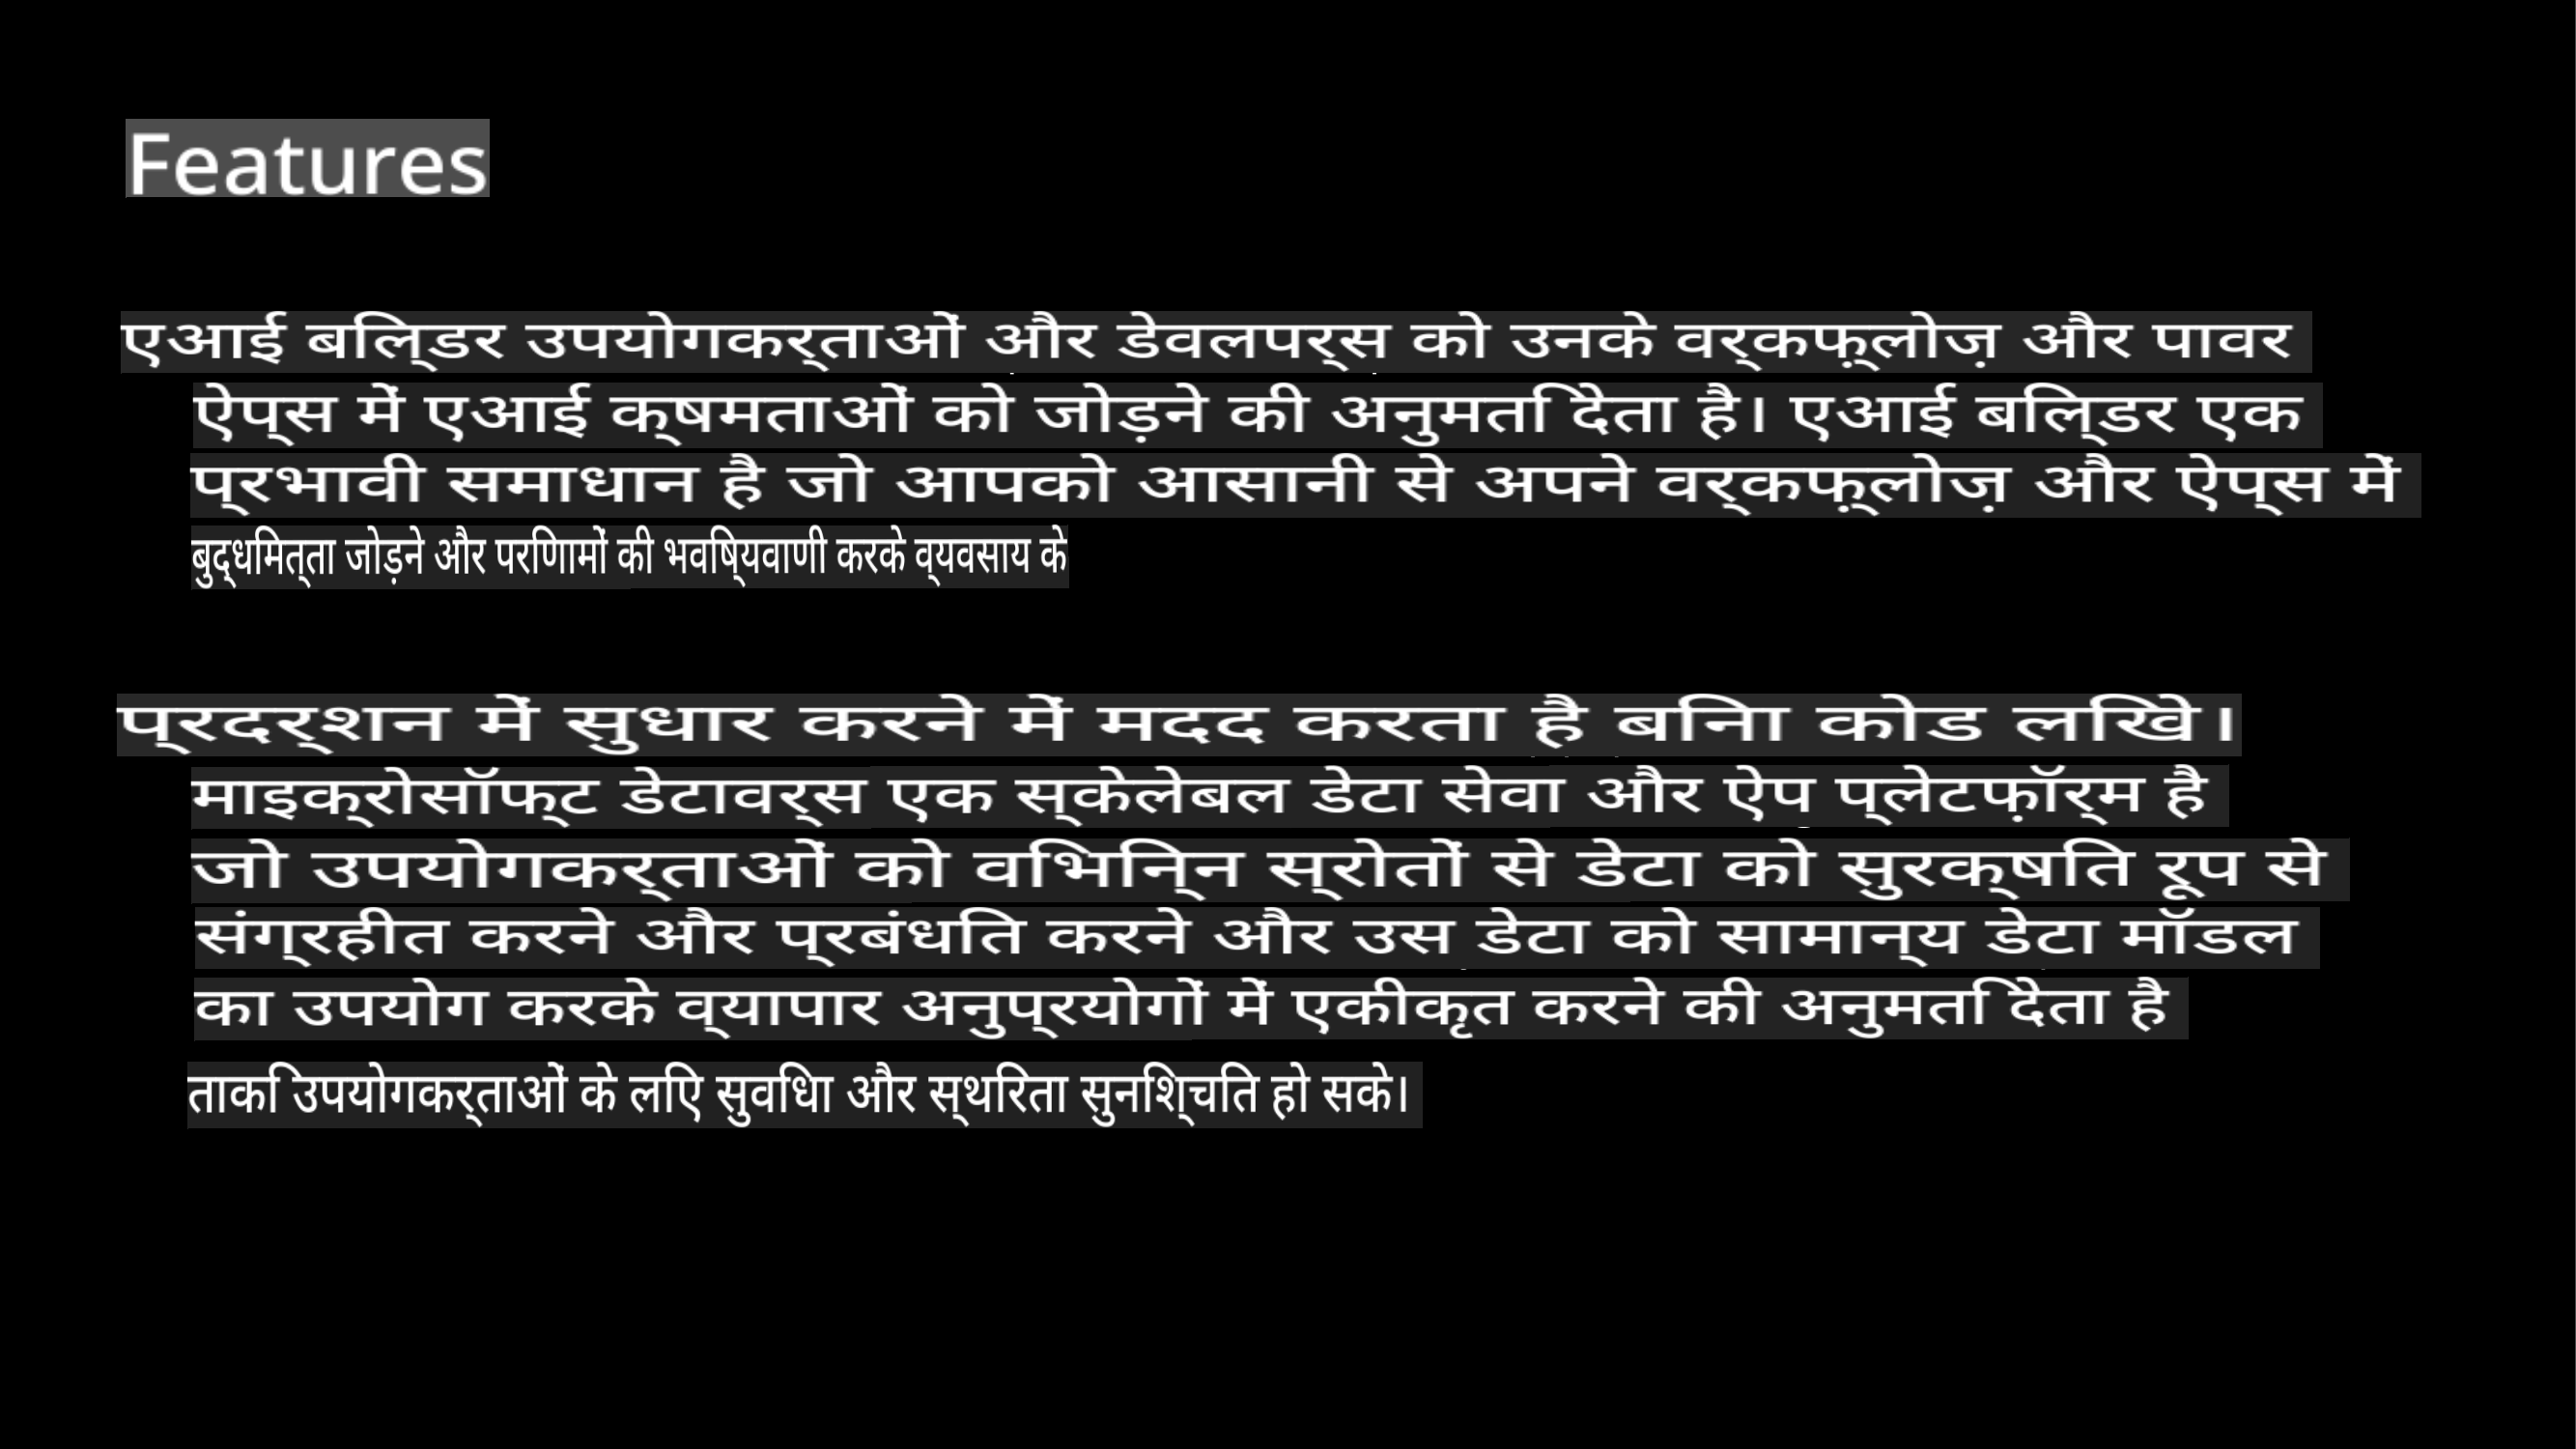 Features
एआई बिल्डर उपयोगकर्ताओं और डेवलपर्स को उनके वर्कफ़्लोज़ और पावर
ऐप्स में एआई क्षमताओं को जोड़ने की अनुमति देता है। एआई बिल्डर एक
प्रभावी समाधान है जो आपको आसानी से अपने वर्कफ़्लोज़ और ऐप्स में
बुद्धिमत्ता जोड़ने और परिणामों की भविष्यवाणी करके व्यवसाय के
प्रदर्शन में सुधार करने में मदद करता है बिना कोड लिखे।
माइक्रोसॉफ्ट डेटावर्स एक स्केलेबल डेटा सेवा और ऐप प्लेटफ़ॉर्म है
जो उपयोगकर्ताओं को विभिन्न स्रोतों से डेटा को सुरक्षित रूप से
संग्रहीत करने और प्रबंधित करने और उस डेटा को सामान्य डेटा मॉडल
का उपयोग करके व्यापार अनुप्रयोगों में एकीकृत करने की अनुमति देता है
ताकि उपयोगकर्ताओं के लिए सुविधा और स्थिरता सुनिश्चित हो सके।